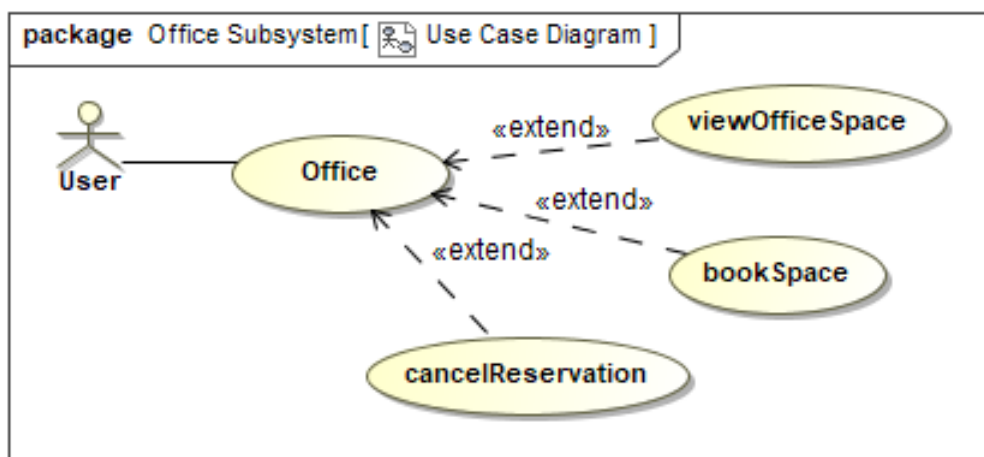 package Office Subsystem[ Use Case Diagram ]
viewOfficeSpace
«extend»
User
Office
«extend»
«extend»
bookSpace
cancelReservation